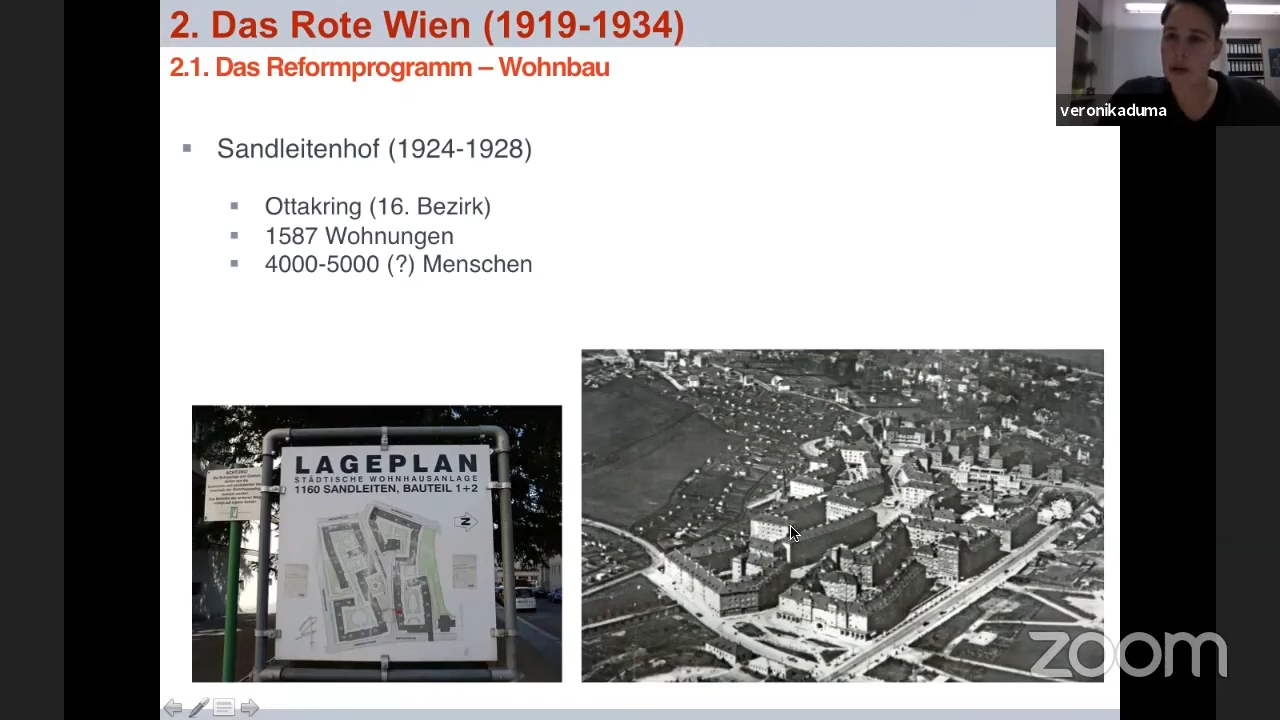 2. Das Rote Wien (1919-1934)
2.1. Das Reformprogramm – Wohnbau
veronikaduma
▪ Sandleitenhof (1924-1928)
▪ Ottakring (16. Bezirk)
▪ 1587 Wohnungen
▪ 4000-5000 (?) Menschen
ACHTUNG!
LAGEPLAN
STÄDTISCHE WOHNHAUSANLAGE
1160 SANDLEITEN, BAUTEIL 1+2
N
zoom